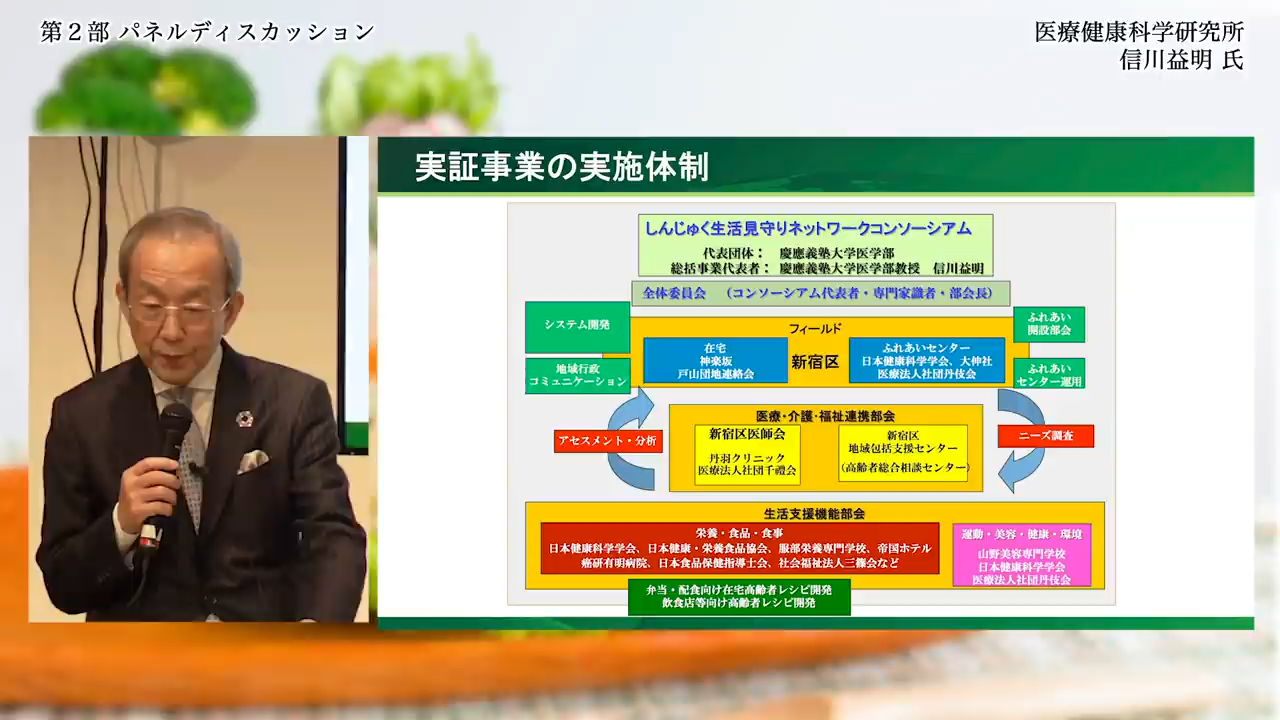 第２部 パネルディスカッション
医療健康科学研究所
信川益明 氏
実証事業の実施体制
しんじゅく生活見守りネットワークコンソーシアム
代表団体： 慶應義塾大学医学部
総括事業代表者： 慶應義塾大学医学部教授 信川益明
全体委員会 （コンソーシアム代表者・専門家識者・部会長）
システム開発
地域行政
コミュニケーション
フィールド
在宅
神楽坂
戸山団地連絡会
新宿区
ふれあいセンター
日本健康科学学会、大伸社
医療法人社団丹伎会
ふれあい
開設部会
ふれあい
センター運用
アセスメント・分析
医療・介護・福祉連携部会
新宿区医師会
丹羽クリニック
医療法人社団千禮会
新宿区
地域包括支援センター
（高齢者総合相談センター）
ニーズ調査
生活支援機能部会
栄養・食品・食事
日本健康科学学会、日本健康・栄養食品協会、服部栄養専門学校、帝国ホテル
癌研有明病院、日本食品保健指導士会、社会福祉法人三篠会など
運動・美容・健康・環境
山野美容専門学校
日本健康科学学会
医療法人社団丹伎会
弁当・配食向け在宅高齢者レシピ開発
飲食店等向け高齢者レシピ開発